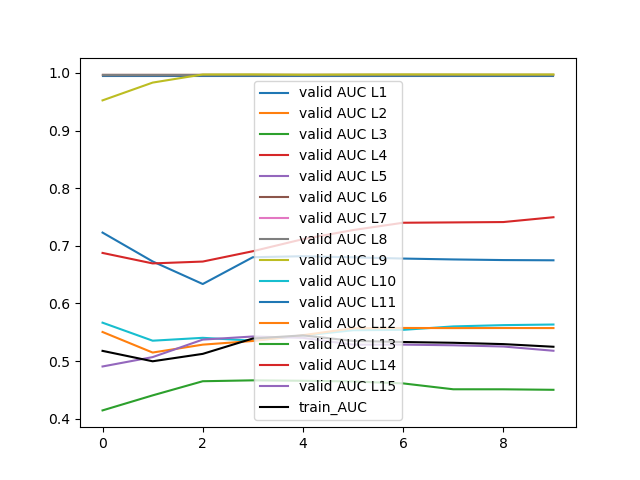 1.0
0.9
0.8
0.7
0.6
0.5
0.4
0 2 4 6 8
valid AUC L1
valid AUC L2
valid AUC L3
valid AUC L4
valid AUC L5
valid AUC L6
valid AUC L7
valid AUC L8
valid AUC L9
valid AUC L10
valid AUC L11
valid AUC L12
valid AUC L13
valid AUC L14
valid AUC L15
train_AUC